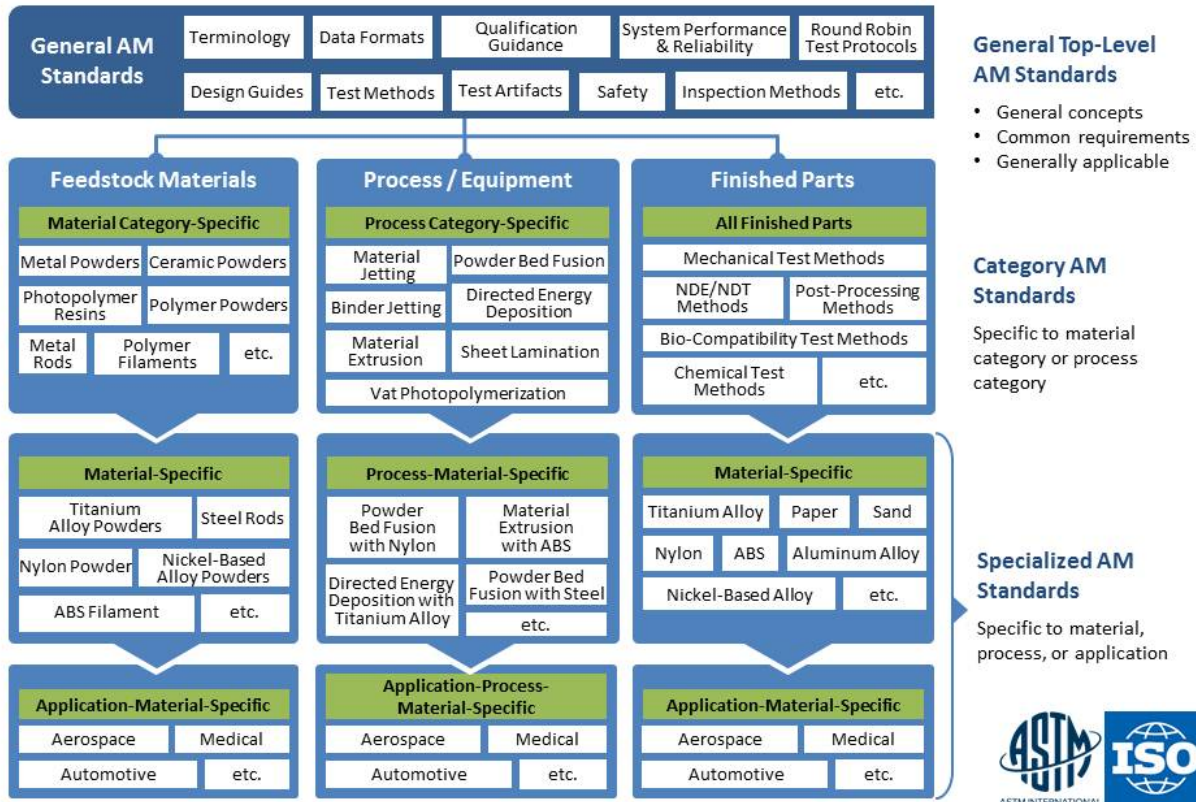 General AM
Standards
Terminology
Data Formats
Qualification
Guidance
System Performance
& Reliability
Round Robin
Test Protocols
Design Guides
Test Methods
Test Artifacts
Safety
Inspection Methods
etc.
General Top-Level
AM Standards
• General concepts
• Common requirements
• Generally applicable
Feedstock Materials
Material Category-Specific
Metal Powders
Ceramic Powders
Photopolymer
Resins
Polymer Powders
Metal
Rods
Polymer
Filaments
etc.
Process / Equipment
Process Category-Specific
Material
Jetting
Powder Bed Fusion
Binder Jetting
Directed Energy
Deposition
Material
Extrusion
Sheet Lamination
Vat Photopolymerization
Finished Parts
All Finished Parts
Mechanical Test Methods
NDE/NDT
Methods
Post-Processing
Methods
Bio-Compatibility Test Methods
Chemical Test
Methods
etc.
Category AM
Standards
Specific to material
category or process
category
Material-Specific
Titanium
Alloy Powders
Steel Rods
Nylon Powder
Nickel-Based
Alloy Powders
ABS Filament
etc.
Process-Material-Specific
Powder
Bed Fusion
with Nylon
Material
Extrusion
with ABS
Directed Energy
Deposition with
Titanium Alloy
Powder Bed
Fusion with Steel
etc.
Material-Specific
Titanium Alloy
Paper
Sand
Nylon
ABS
Aluminum Alloy
Nickel-Based Alloy
etc.
Specialized AM
Standards
Specific to material,
process, or application
Application-Material-Specific
Aerospace
Medical
Automotive
etc.
Application-Process-
Material-Specific
Aerospace
Medical
Automotive
etc.
Application-Material-Specific
Aerospace
Medical
Automotive
etc.
ASTM
ASTM INTERNATIONAL
ISO